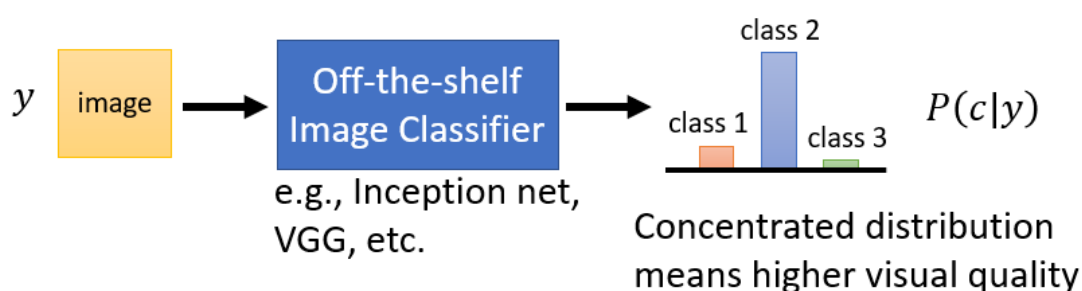 y
image
Off-the-shelf
Image Classifier
e.g., Inception net,
VGG, etc.
class 1
class 2
class 3
P(c|y)
Concentrated distribution
means higher visual quality